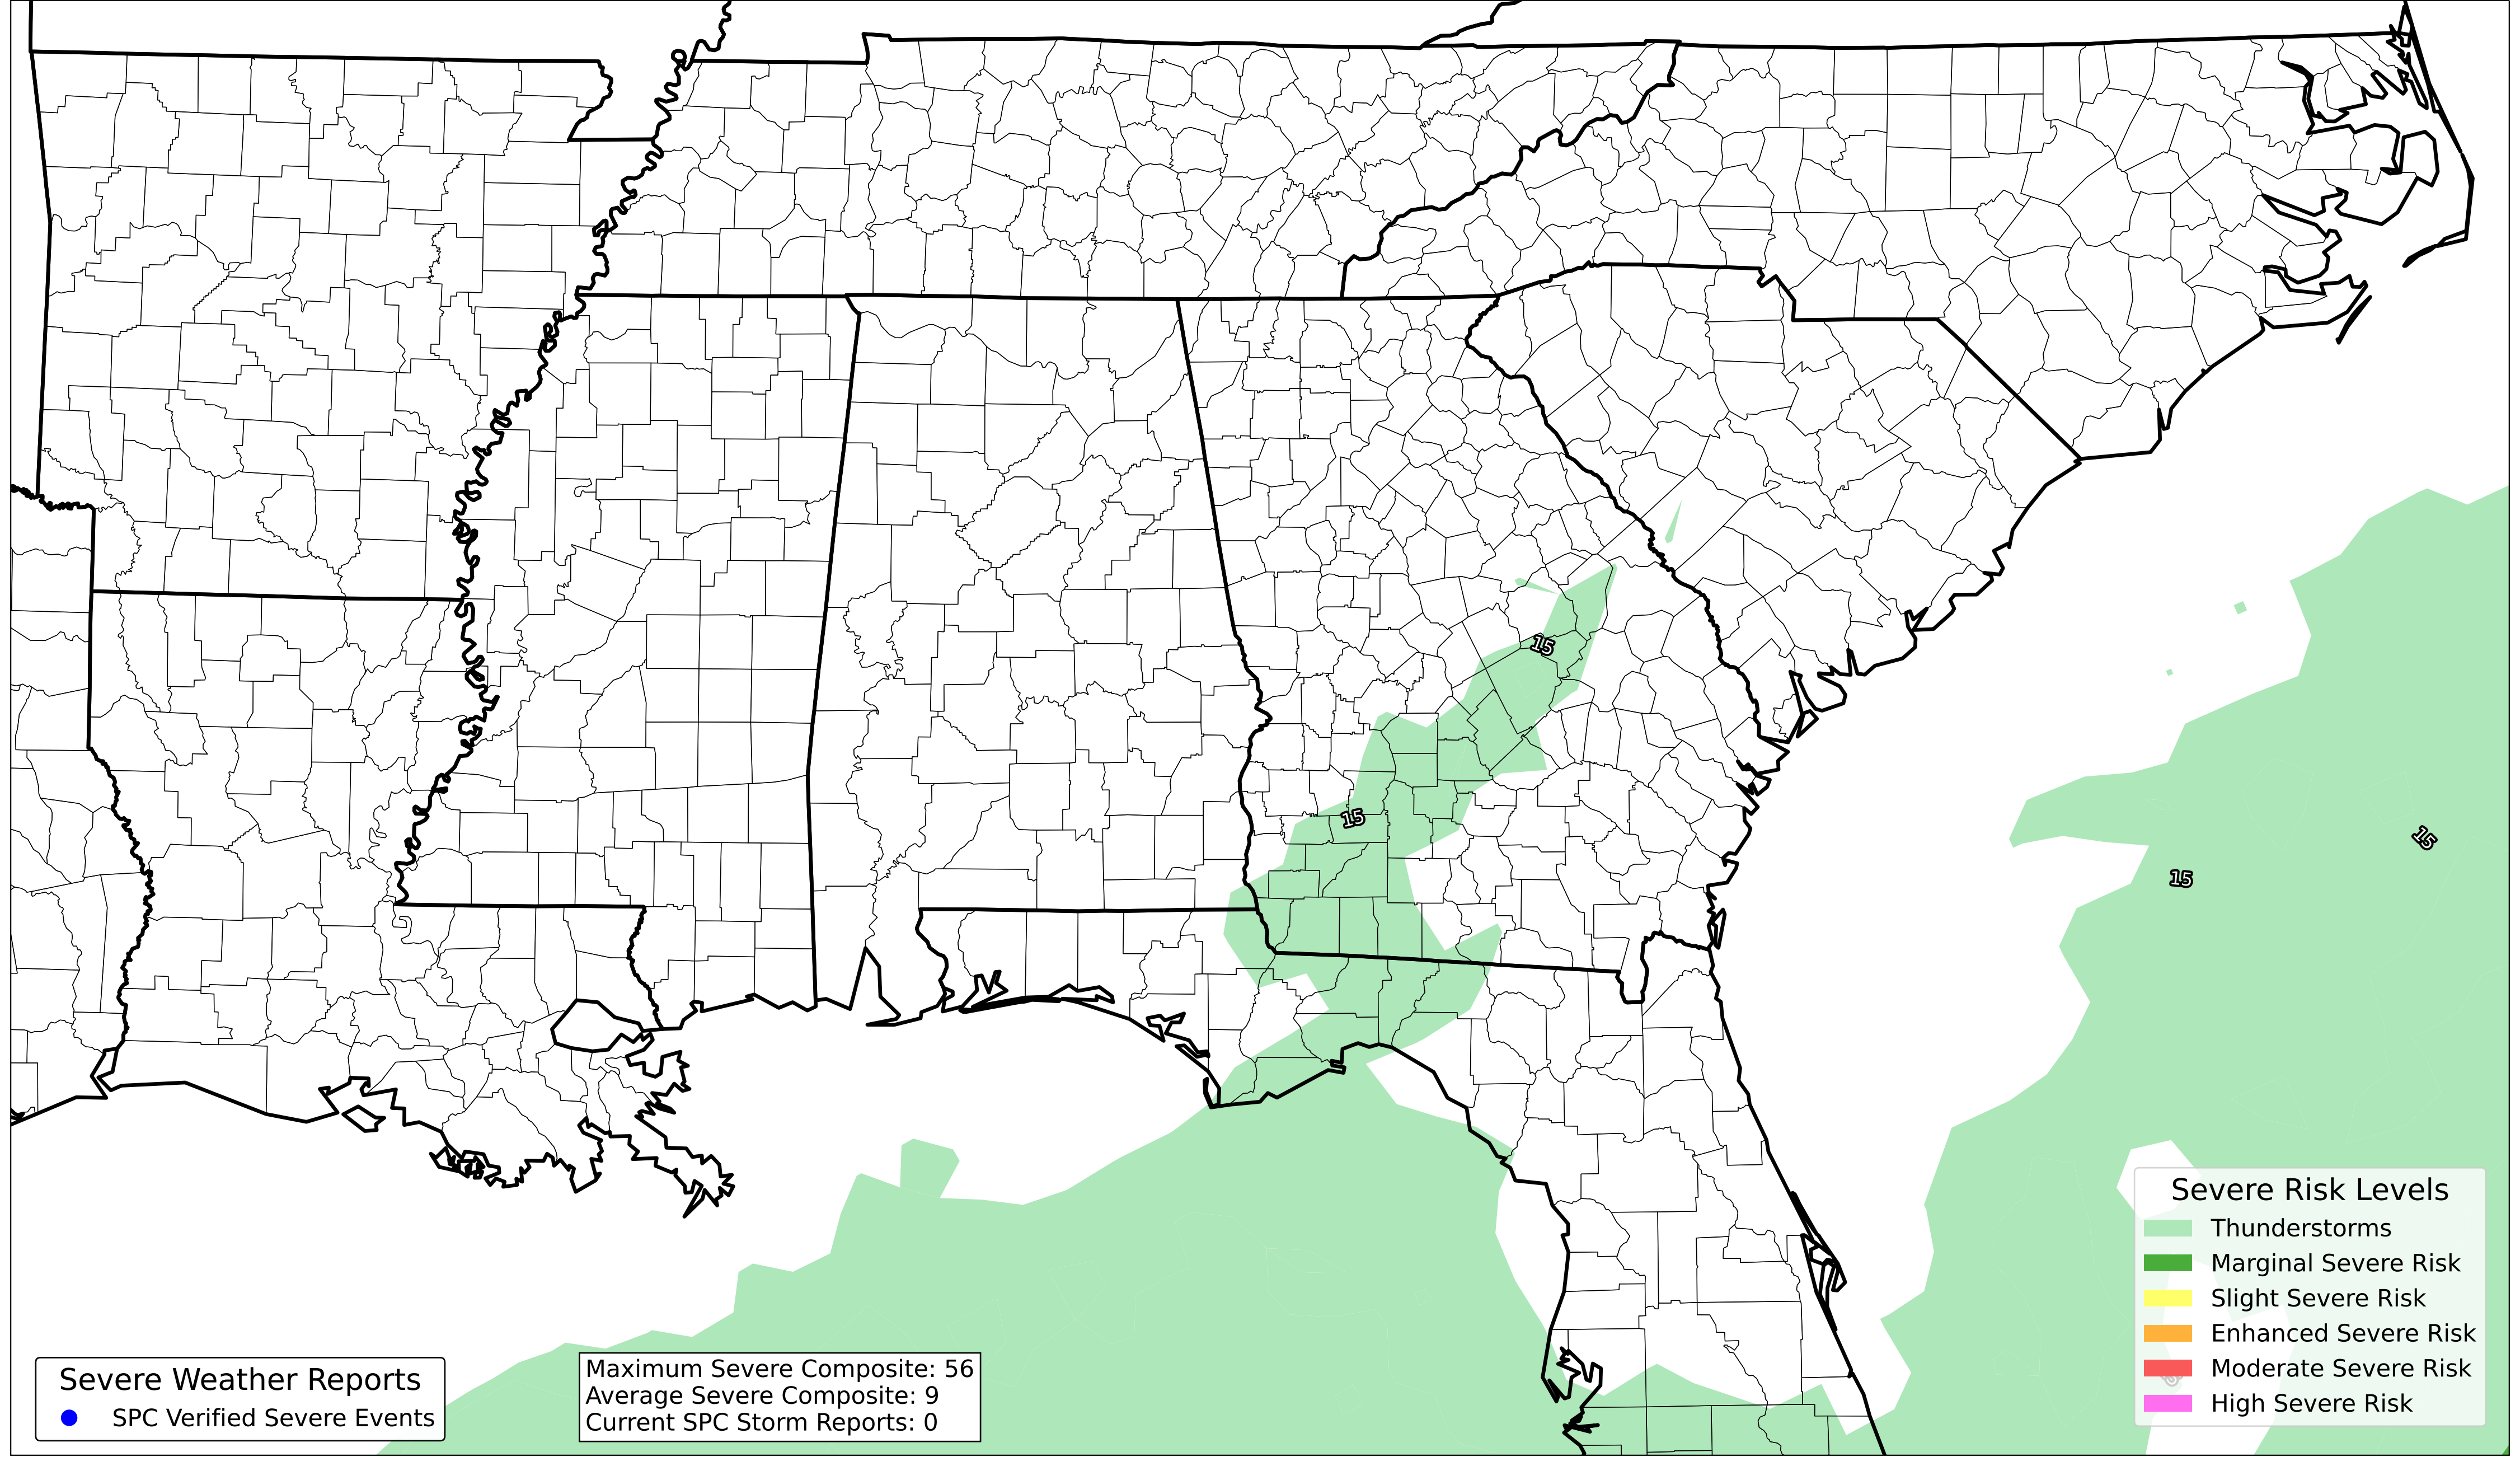 15
15
15
15
Severe Risk Levels
Thunderstorms
Marginal Severe Risk
Slight Severe Risk
Enhanced Severe Risk
Moderate Severe Risk
High Severe Risk
Severe Weather Reports
SPC Verified Severe Events
Maximum Severe Composite: 56
Average Severe Composite: 9
Current SPC Storm Reports: 0